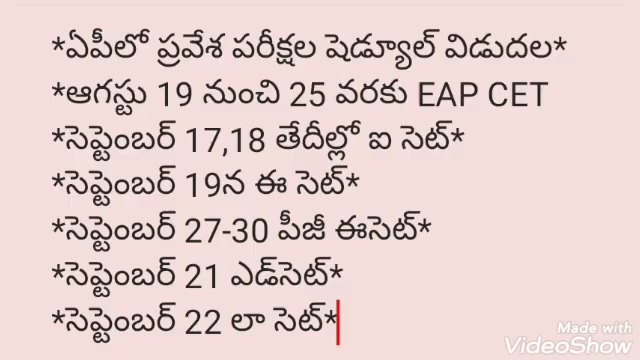 *ఏపీలో ప్రవేశ పరీక్షల షెడ్యూల్ విడుదల*
*ఆగస్టు 19 నుంచి 25 వరకు EAP CET
*సెప్టెంబర్ 17,18 తేదీల్లో ఐ సెట్*
*సెప్టెంబర్ 19న ఈ సెట్*
*సెప్టెంబర్ 27-30 పీజీ ఈసెట్*
*సెప్టెంబర్ 21 ఎడ్‌సెట్*
*సెప్టెంబర్ 22 లా సెట్*
Made with
VideoShow